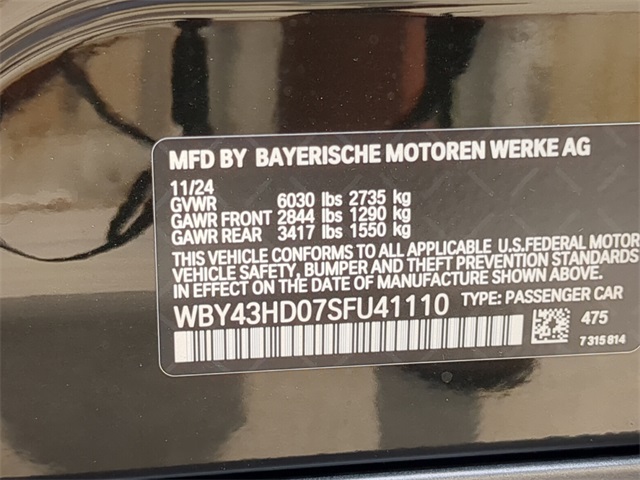 MFD BY BAYERISCHE MOTOREN WERKE AG
11/24
GVWR 6030 lbs 2735 kg
GAWR FRONT 2844 lbs 1290 kg
GAWR REAR 3417 lbs 1550 kg
THIS VEHICLE CONFORMS TO ALL APPLICABLE U.S.FEDERAL MOTOR
VEHICLE SAFETY, BUMPER, AND THEFT PREVENTION STANDARDS
IN EFFECT ON THE DATE OF MANUFACTURE SHOWN ABOVE.
WBY43HD07SFU41110 TYPE: PASSENGER CAR
475
7 315 814